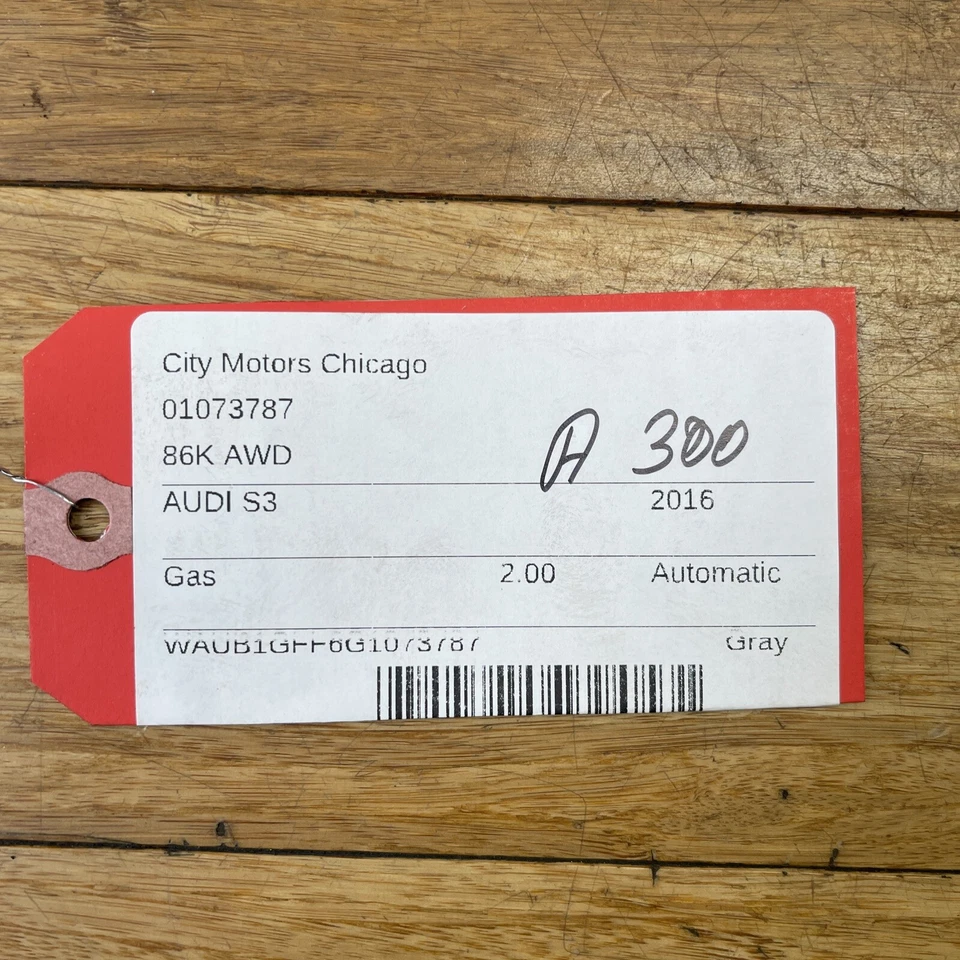 City Motors Chicago
01073787
86K AWD
A 300
AUDI S3 2016
Gas 2.00 Automatic
WAUB1GFF6G1073787 Gray